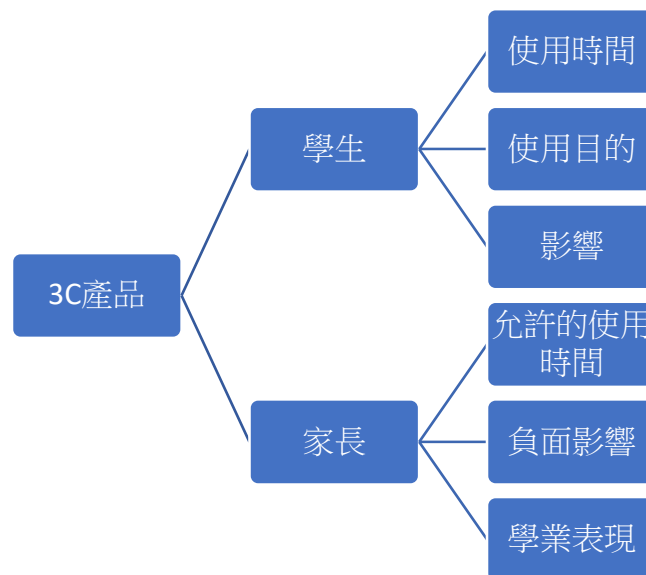 3C產品
學生
使用時間
使用目的
影響
家長
允許的使用
時間
負面影響
學業表現